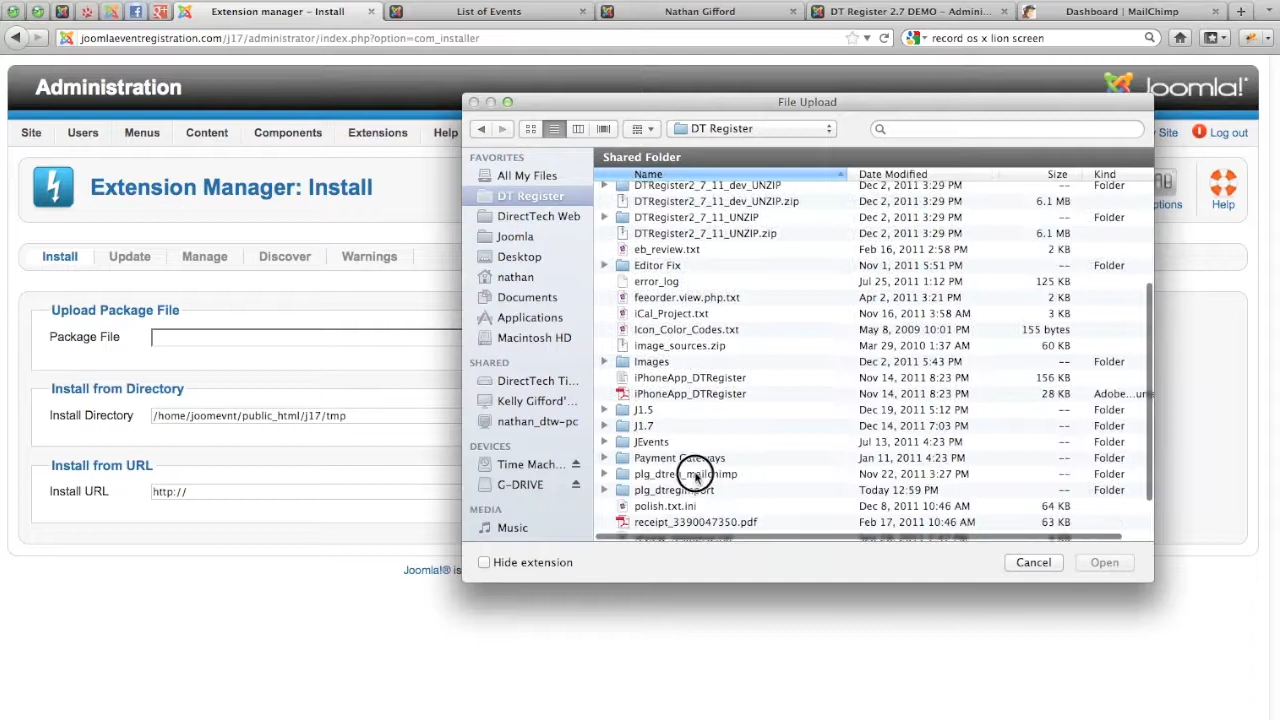 Extension manager – Install
List of Events
Nathan Gifford
DT Register 2.7 DEMO – Admini...
Dashboard | MailChimp
joomlaeventregistration.com/j17/administrator/index.php?option=com_installer
record os x lion screen
Administration
Joomla!®
Site Users Menus Content Components Extensions Help
Site Log out
Extension Manager: Install
ptions Help
Install Update Manage Discover Warnings
Upload Package File
Package File
Install from Directory
Install Directory /home/joomevnt/public_html/j17/tmp
Install from URL
Install URL http://
Joomla!® is
File Upload
DT Register
FAVORITES
All My Files
DT Register
DirectTech Web
Joomla
Desktop
nathan
Documents
Applications
Macintosh HD
SHARED
DirectTech Ti...
Kelly Gifford'...
nathan_dtw-pc
DEVICES
Time Mach...
G-DRIVE
MEDIA
Music
Shared Folder
Name Date Modified Size Kind
DTRegister2_7_11_dev_UNZIP Dec 2, 2011 3:29 PM -- Folder
DTRegister2_7_11_dev_UNZIP.zip Dec 2, 2011 3:29 PM 6.1 MB
DTRegister2_7_11_UNZIP Dec 2, 2011 3:29 PM -- Folder
DTRegister2_7_11_UNZIP.zip Dec 2, 2011 3:29 PM 6.1 MB
eb_review.txt Feb 16, 2011 2:58 PM 2 KB
Editor Fix Nov 1, 2011 5:51 PM -- Folder
error_log Jul 25, 2011 1:12 PM 125 KB
feeorder.view.php.txt Apr 2, 2011 3:21 PM 2 KB
iCal_Project.txt Nov 16, 2011 3:58 AM 3 KB
Icon_Color_Codes.txt May 8, 2009 10:01 PM 155 bytes
image_sources.zip Mar 29, 2010 1:37 AM 60 KB
Images Dec 2, 2011 5:43 PM -- Folder
iPhoneApp_DTRegister Nov 14, 2011 8:23 PM 156 KB
iPhoneApp_DTRegister Nov 14, 2011 8:23 PM 28 KB Adobe...
J1.5 Dec 19, 2011 5:12 PM -- Folder
J1.7 Dec 14, 2011 7:03 PM -- Folder
JEvents Jul 13, 2011 4:23 PM -- Folder
Payment Gateways Jan 11, 2011 4:23 PM -- Folder
plg_dtreg_mailchimp Nov 22, 2011 3:27 PM -- Folder
plg_dtregimport Today 12:59 PM -- Folder
polish.txt.ini Dec 8, 2011 10:46 AM 64 KB
receipt_3390047350.pdf Feb 17, 2011 10:46 AM 63 KB
Hide extension
Cancel Open